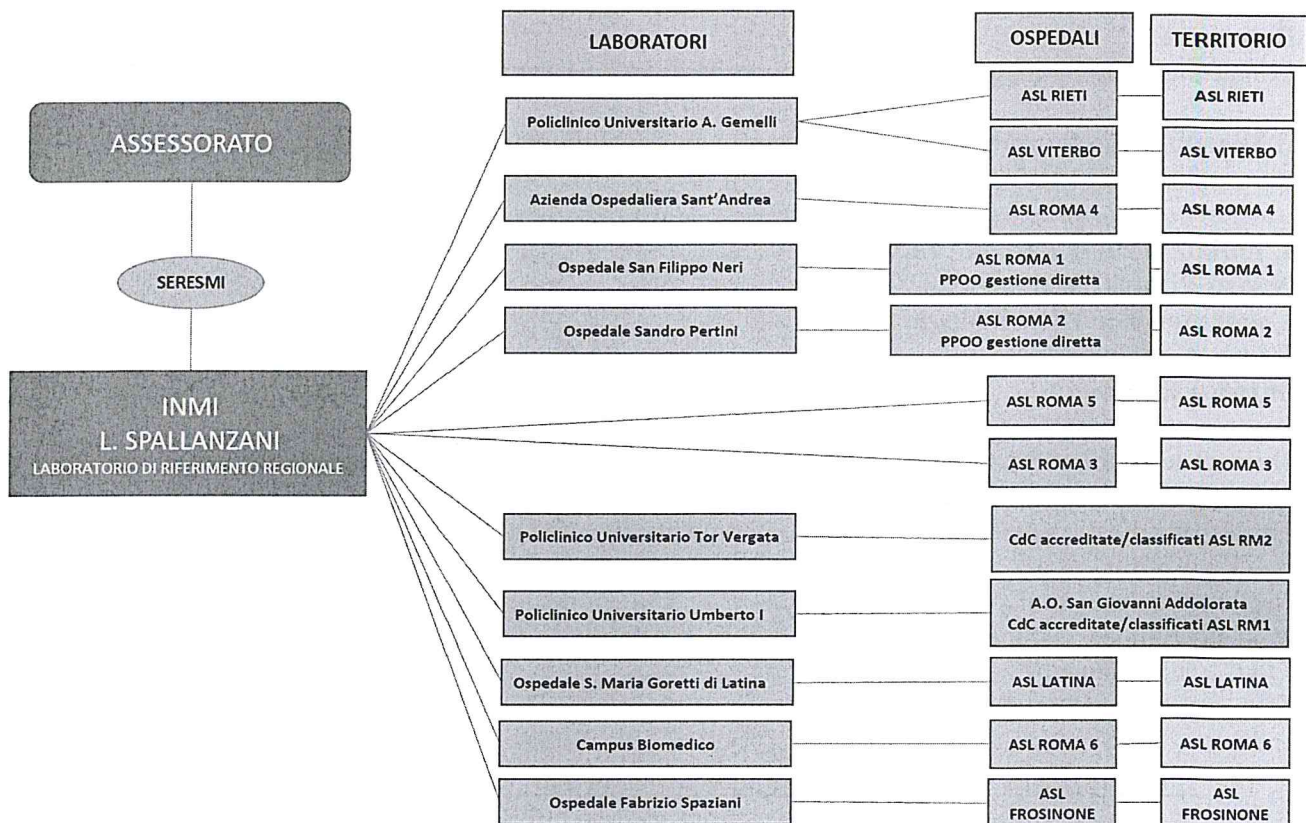 LABORATORI
OSPEDALI
TERRITORIO
ASSESSORATO
SERESMI
INMI
L. SPALLANZANI
LABORATORIO DI RIFERIMENTO REGIONALE
Policlinico Universitario A. Gemelli
ASL RIETI
ASL RIETI
ASL VITERBO
ASL VITERBO
Azienda Ospedaliera Sant'Andrea
ASL ROMA 4
ASL ROMA 4
Ospedale San Filippo Neri
ASL ROMA 1
PPOO gestione diretta
ASL ROMA 1
Ospedale Sandro Pertini
ASL ROMA 2
PPOO gestione diretta
ASL ROMA 2
ASL ROMA 5
ASL ROMA 5
ASL ROMA 3
ASL ROMA 3
Policlinico Universitario Tor Vergata
CdC accreditate/classificati ASL RM2
Policlinico Universitario Umberto I
A.O. San Giovanni Addolorata
CdC accreditate/classificati ASL RM1
Ospedale S. Maria Goretti di Latina
ASL LATINA
ASL LATINA
Campus Biomedico
ASL ROMA 6
ASL ROMA 6
Ospedale Fabrizio Spaziani
ASL
FROSINONE
ASL
FROSINONE